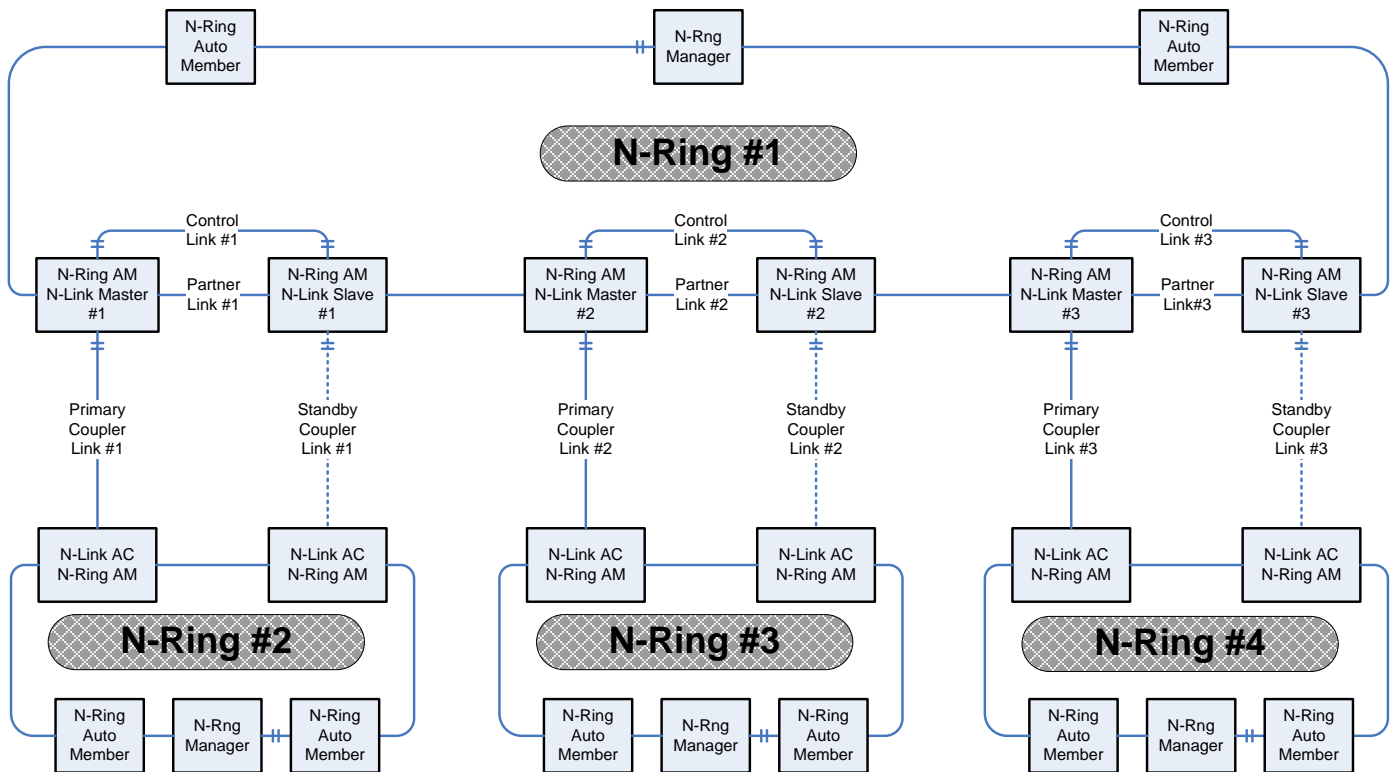 N-Ring
Auto
Member
N-Rng
Manager
N-Ring
Auto
Member
N-Ring #1
Control
Link #1
Control
Link #2
Control
Link #3
N-Ring AM
N-Link Master
#1
Partner
Link #1
N-Ring AM
N-Link Slave
#1
N-Ring AM
N-Link Master
#2
Partner
Link #2
N-Ring AM
N-Link Slave
#2
N-Ring AM
N-Link Master
#3
Partner
Link#3
N-Ring AM
N-Link Slave
#3
Primary
Coupler
Link #1
Standby
Coupler
Link #1
Primary
Coupler
Link #2
Standby
Coupler
Link #2
Primary
Coupler
Link #3
Standby
Coupler
Link #3
N-Link AC
N-Ring AM
N-Link AC
N-Ring AM
N-Link AC
N-Ring AM
N-Link AC
N-Ring AM
N-Link AC
N-Ring AM
N-Link AC
N-Ring AM
N-Ring #2
N-Ring #3
N-Ring #4
N-Ring
Auto
Member
N-Rng
Manager
N-Ring
Auto
Member
N-Ring
Auto
Member
N-Rng
Manager
N-Ring
Auto
Member
N-Ring
Auto
Member
N-Rng
Manager
N-Ring
Auto
Member